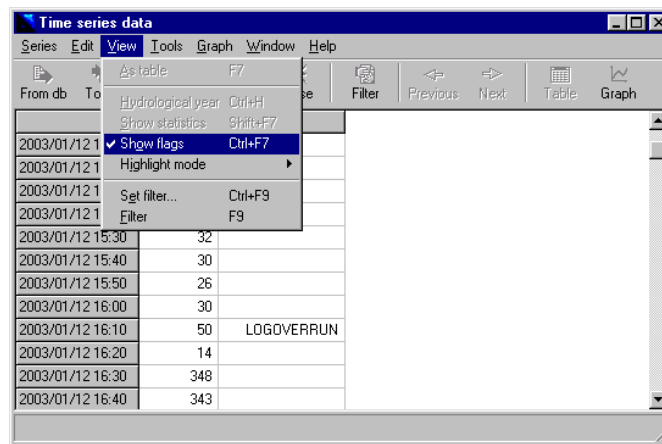 Time series data
Series Edit View Tools Graph Window Help
From db To Filter Previous Next Table Graph
As table F7
Hydrological year Ctrl+H
Show statistics Shift+F7
Show flags Ctrl+F7
Highlight mode
Set filter... Ctrl+F9
Filter F9
2003/01/12 1
2003/01/12 1
2003/01/12 1
2003/01/12 1
2003/01/12 15:30 32
2003/01/12 15:40 30
2003/01/12 15:50 26
2003/01/12 16:00 30
2003/01/12 16:10 50 LOGOVERRUN
2003/01/12 16:20 14
2003/01/12 16:30 348
2003/01/12 16:40 343